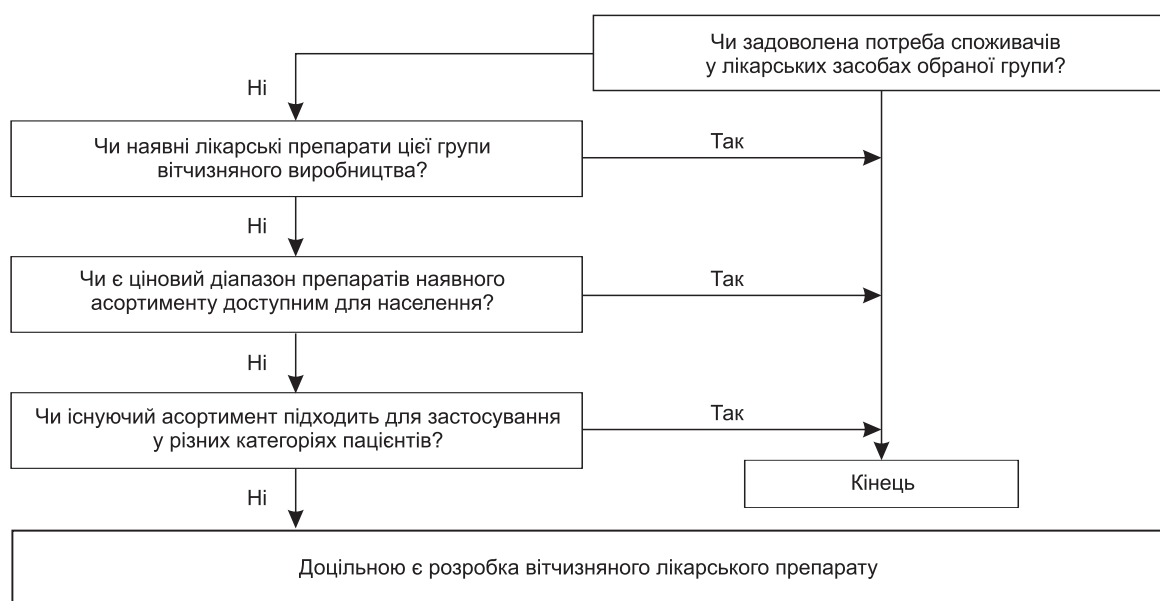 Чи задоволена потреба споживачів
у лікарських засобах обраної групи?
Ні
Чи наявні лікарські препарати цієї групи
вітчизняного виробництва?
Так
Ні
Чи є ціновий діапазон препаратів наявного
асортименту доступним для населення?
Так
Ні
Чи існуючий асортимент підходить для застосування
у різних категоріях пацієнтів?
Так
Кінець
Ні
Доцільною є розробка вітчизняного лікарського препарату